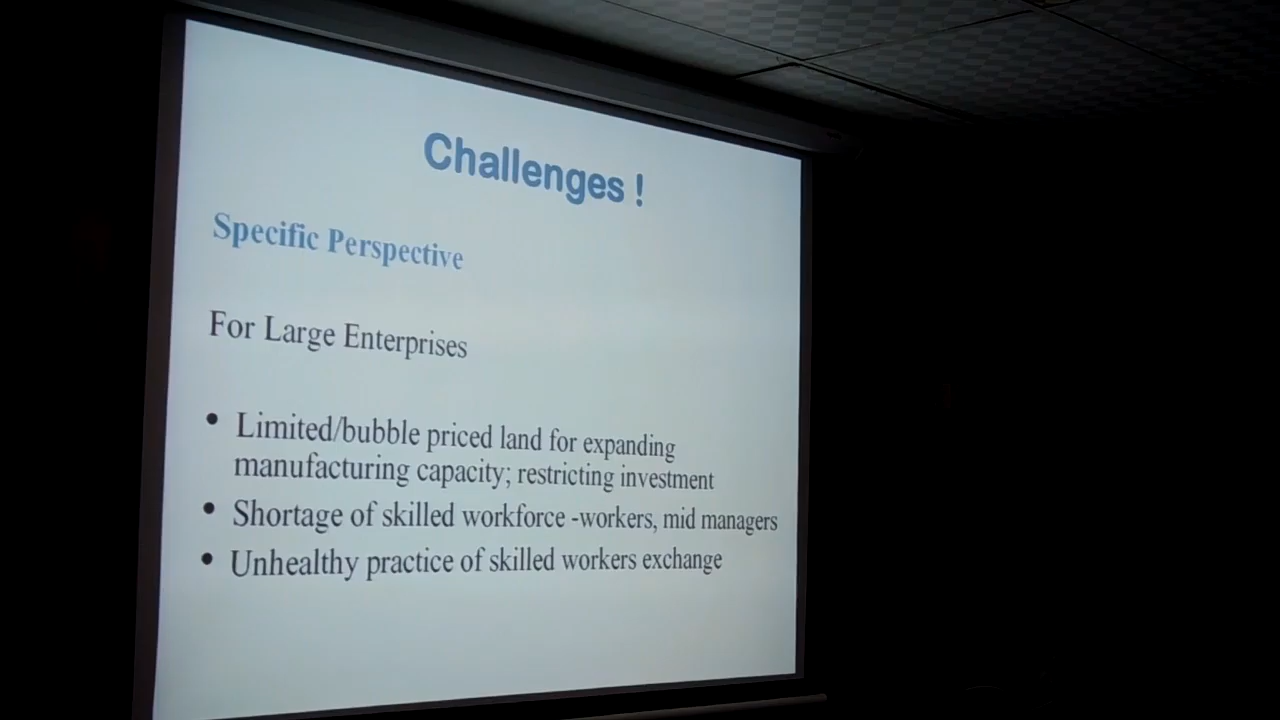 Challenges !
Specific Perspective
For Large Enterprises
• Limited/bubble priced land for expanding
manufacturing capacity; restricting investment
• Shortage of skilled workforce -workers, mid managers
• Unhealthy practice of skilled workers exchange